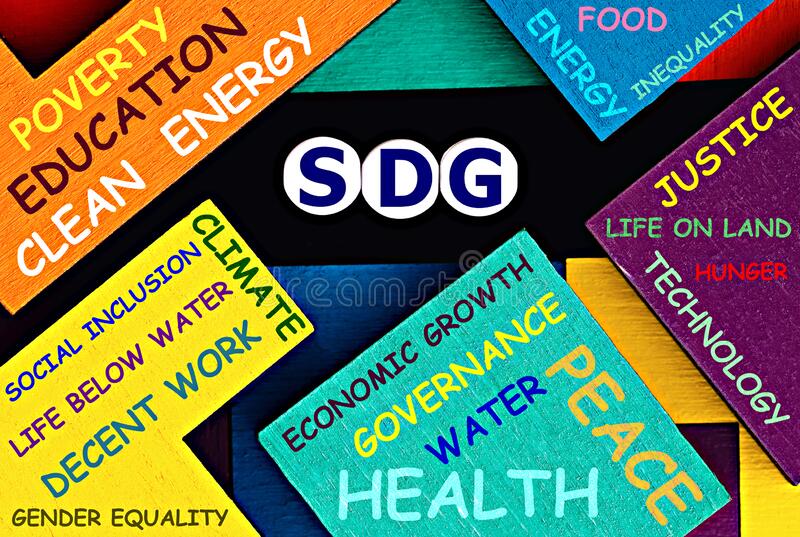 POVERTY
EDUCATION
CLEAN ENERGY
FOOD
ENERGY
INEQUALITY
SDG
JUSTICE
LIFE ON LAND
HUNGER
TECHNOLOGY
CLIMATE
SOCIAL INCLUSION
LIFE BELOW WATER
DECENT WORK
GENDER EQUALITY
ECONOMIC GROWTH
GOVERNANCE
WATER
PEACE
HEALTH
dreamstime